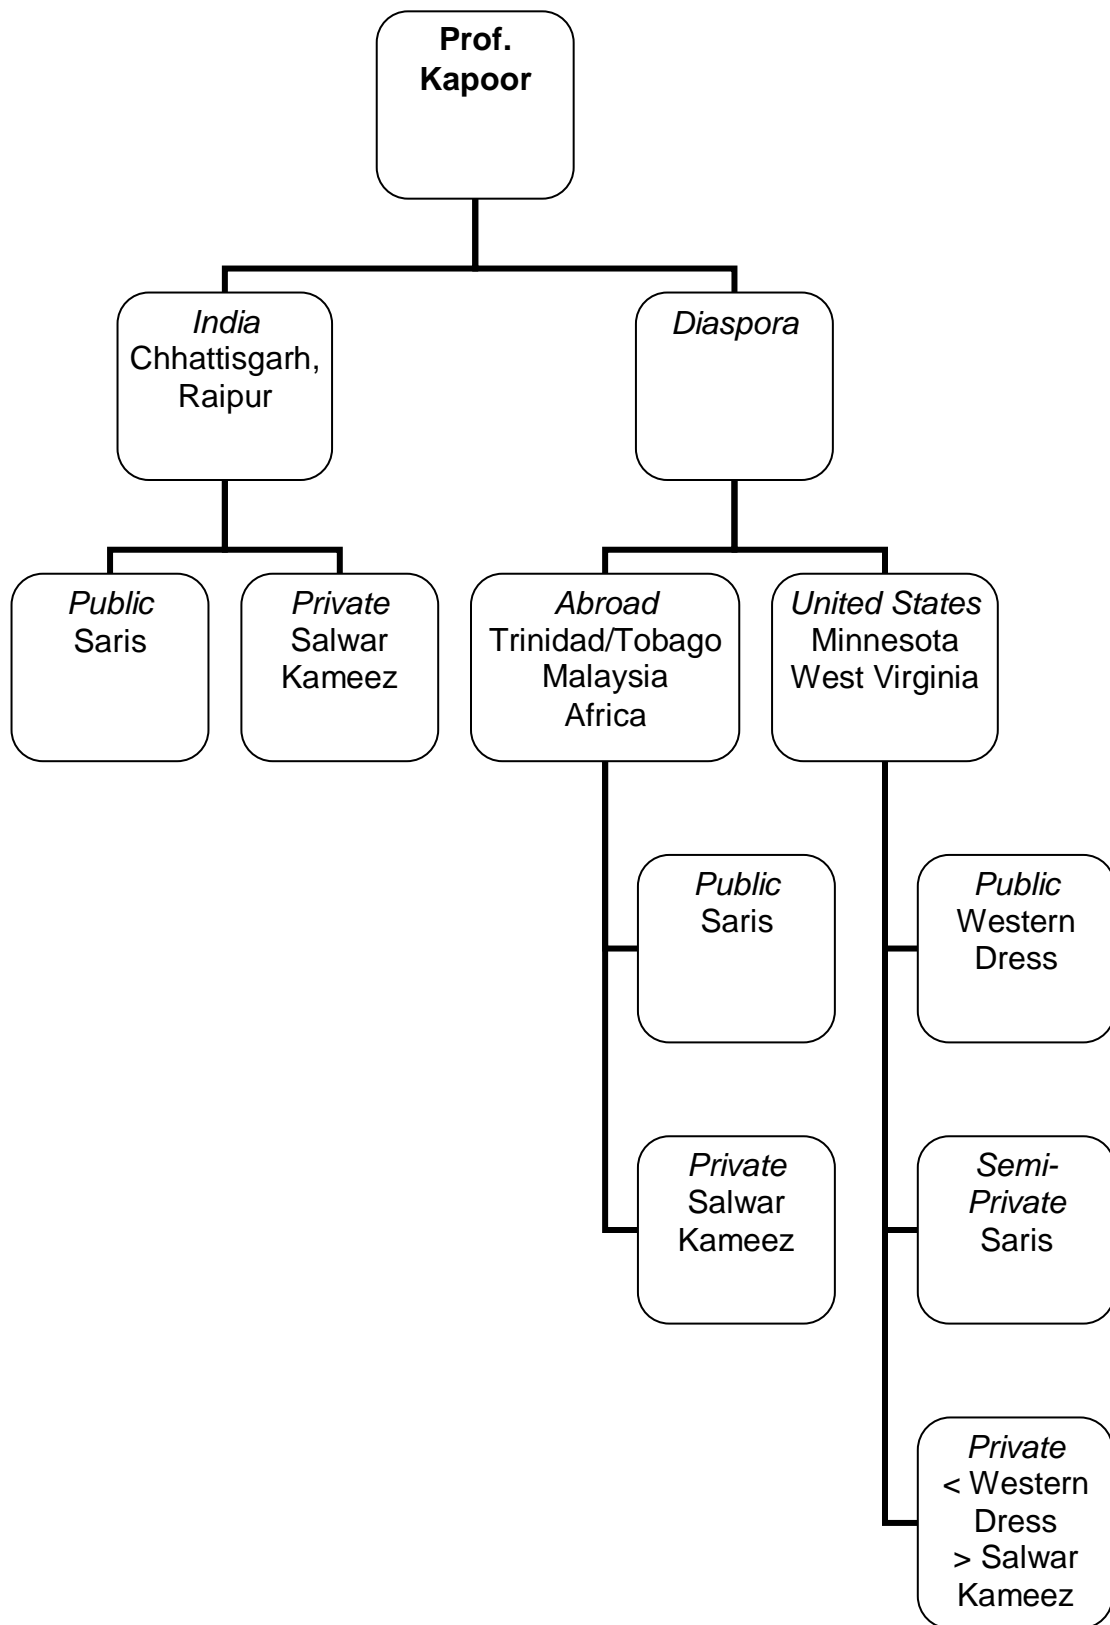 Prof.
Kapoor
India
Chhattisgarh,
Raipur
Diaspora
Public
Saris
Private
Salwar
Kameez
Abroad
Trinidad/Tobago
Malaysia
Africa
United States
Minnesota
West Virginia
Public
Saris
Public
Western
Dress
Private
Salwar
Kameez
Semi-
Private
Saris
Private
< Western
Dress
> Salwar
Kameez